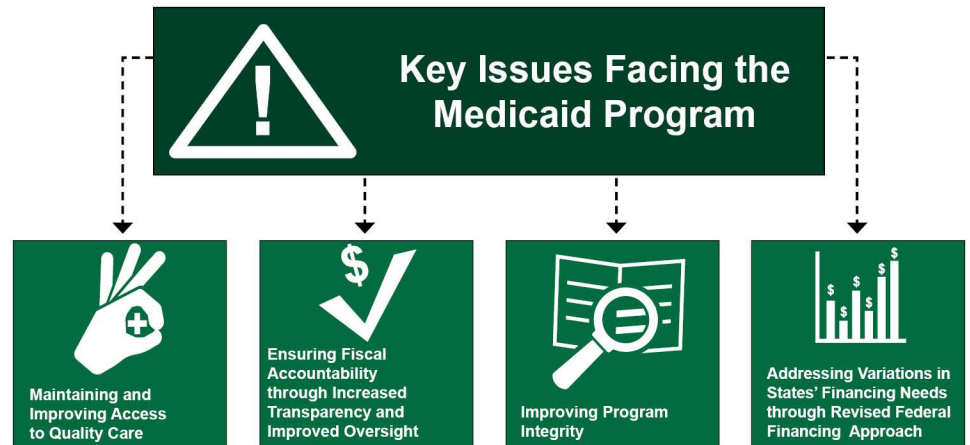 Key Issues Facing the
Medicaid Program
Maintaining and
Improving Access
to Quality Care
$
Ensuring Fiscal
Accountability
through Increased
Transparency and
Improved Oversight
Improving Program
Integrity
$ $ $ $ $ $
Addressing Variations in
States' Financing Needs
through Revised Federal
Financing Approach